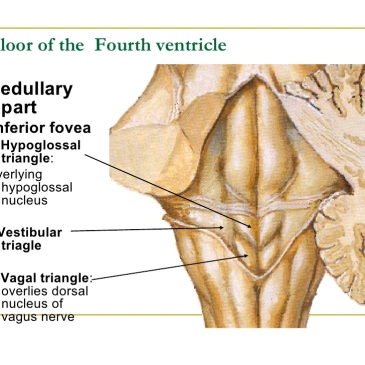 loor of the Fourth ventricle
edullary
part
nferior fovea
Hypoglossal
triangle:
verlying
hypoglossal
nucleus
Vestibular
triagle
Vagal triangle:
overlies dorsal
nucleus of
vagus nerve